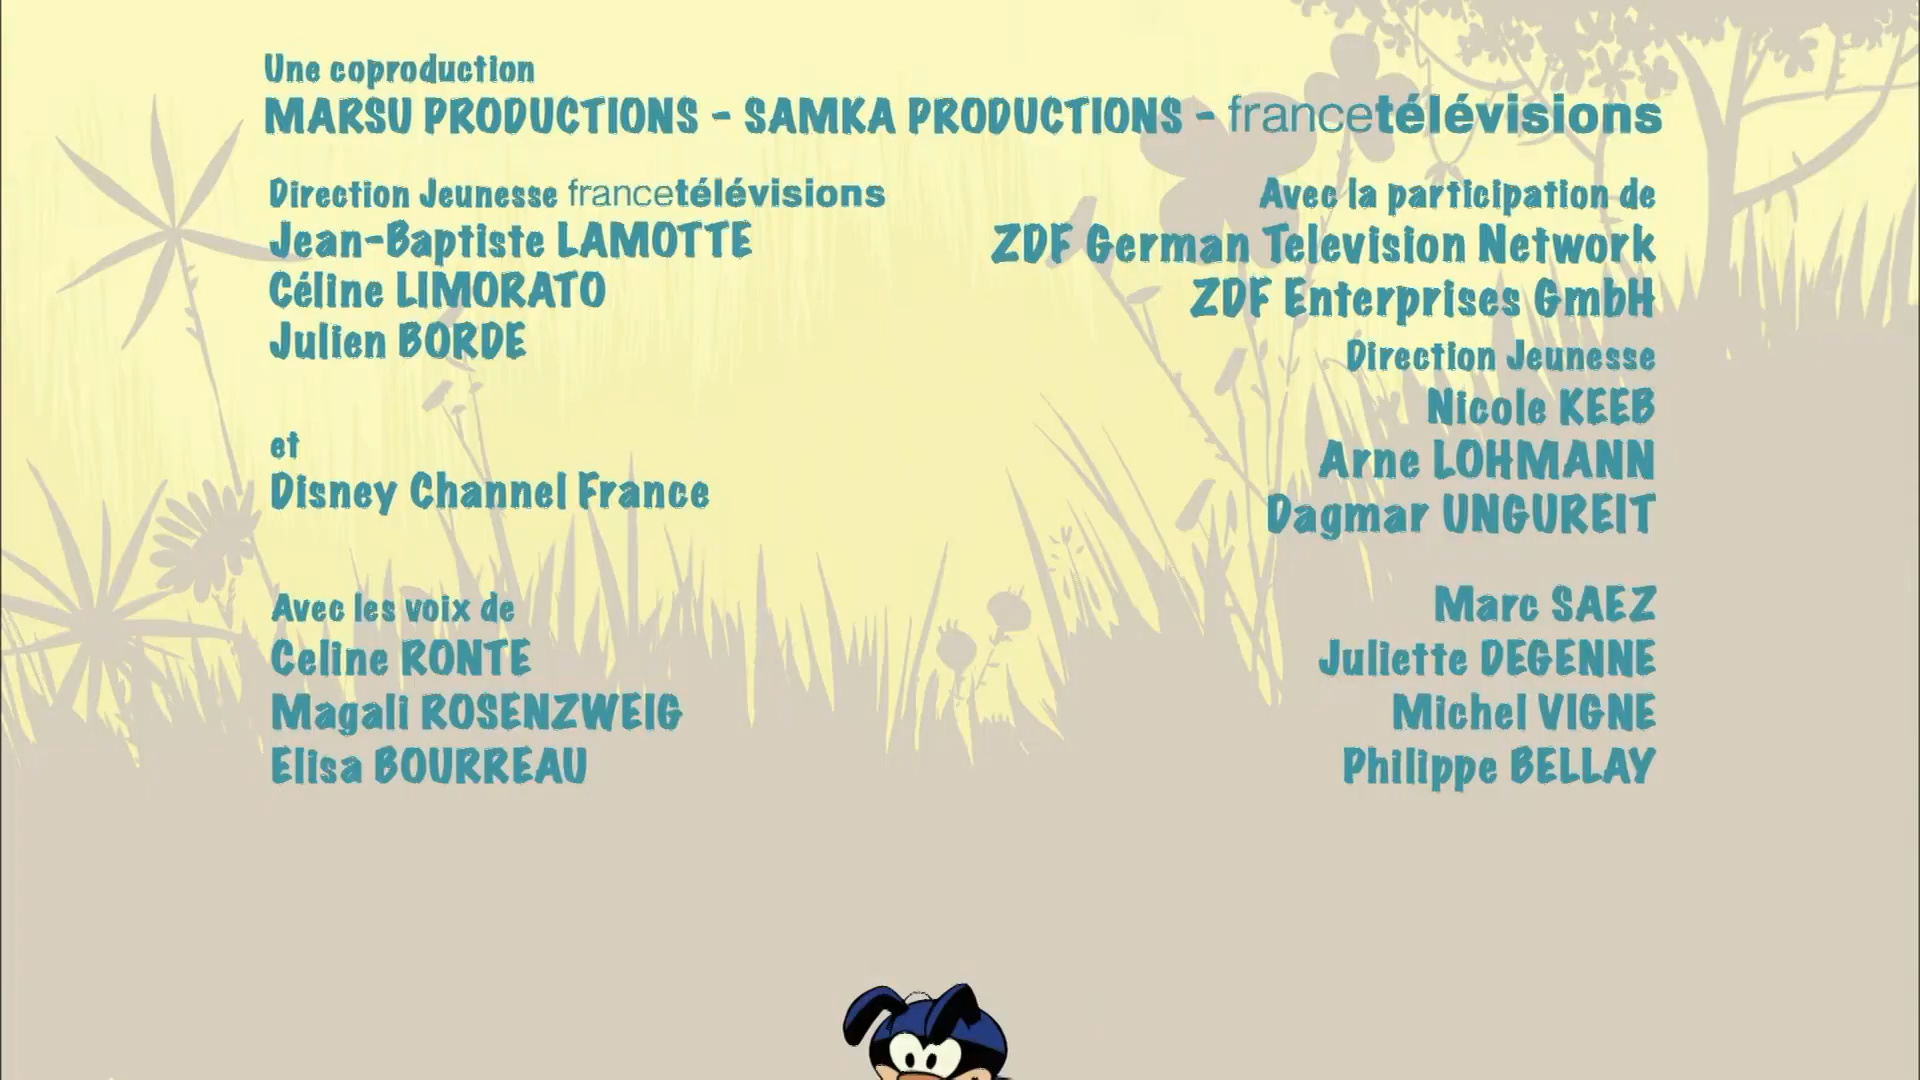 Une coproduction
MARSU PRODUCTIONS - SAMKA PRODUCTIONS - francetélévisions
Direction Jeunesse francetélévisions
Jean-Baptiste LAMOTTE
Céline LIMORATO
Julien BORDE
et
Disney Channel France
Avec la participation de
ZDF German Television Network
ZDF Enterprises GmbH
Direction Jeunesse
Nicole KEEB
Arne LOHMANN
Dagmar UNGUREIT
Avec les voix de
Celine RONTE
Magali ROSENZWEIG
Elisa BOURREAU
Marc SAEZ
Juliette DEGENNE
Michel VIGNE
Philippe BELLAY